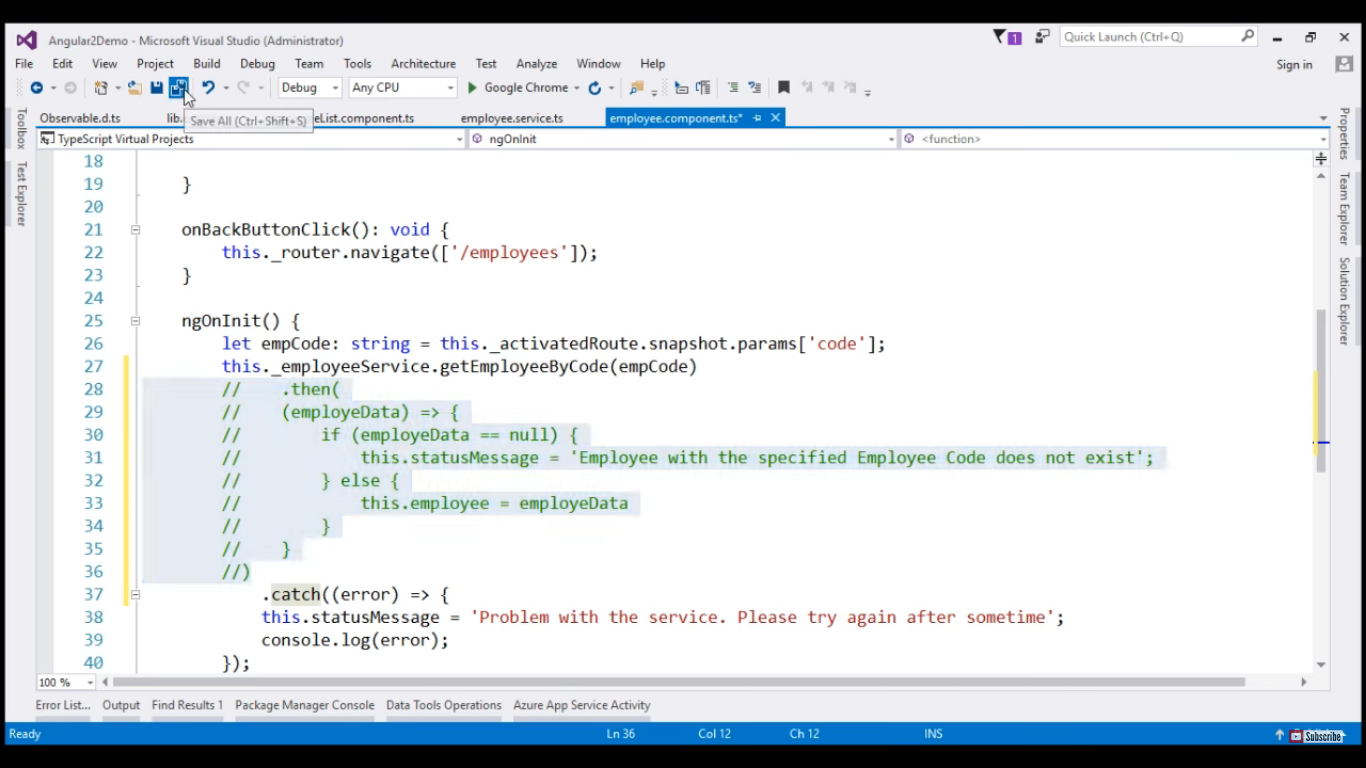 Angular2Demo - Microsoft Visual Studio (Administrator)
1
Quick Launch (Ctrl+Q)
File Edit View Project Build Debug Team Tools Architecture Test Analyze Window Help
Sign in
Debug Any CPU Google Chrome
Observable.d.ts lib. eList.component.ts employee.service.ts employee.component.ts*
Save All (Ctrl+Shift+S)
TypeScript Virtual Projects ngOnInit <function>
Toolbox
Test Explorer
Properties
Team Explorer
Solution Explorer
18
19 }
20
21 onBackButtonClick(): void {
22 this._router.navigate(['/employees']);
23 }
24
25 ngOnInit() {
26 let empCode: string = this._activatedRoute.snapshot.params['code'];
27 this._employeeService.getEmployeeByCode(empCode)
28 // .then(
29 // (employeData) => {
30 // if (employeData == null) {
31 // this.statusMessage = 'Employee with the specified Employee Code does not exist';
32 // } else {
33 // this.employee = employeData
34 // }
35 // }
36 //)
37 .catch((error) => {
38 this.statusMessage = 'Problem with the service. Please try again after sometime';
39 console.log(error);
40 });
100 %
Error List... Output Find Results 1 Package Manager Console Data Tools Operations Azure App Service Activity
Ready Ln 36 Col 12 Ch 12 INS
Subscribe